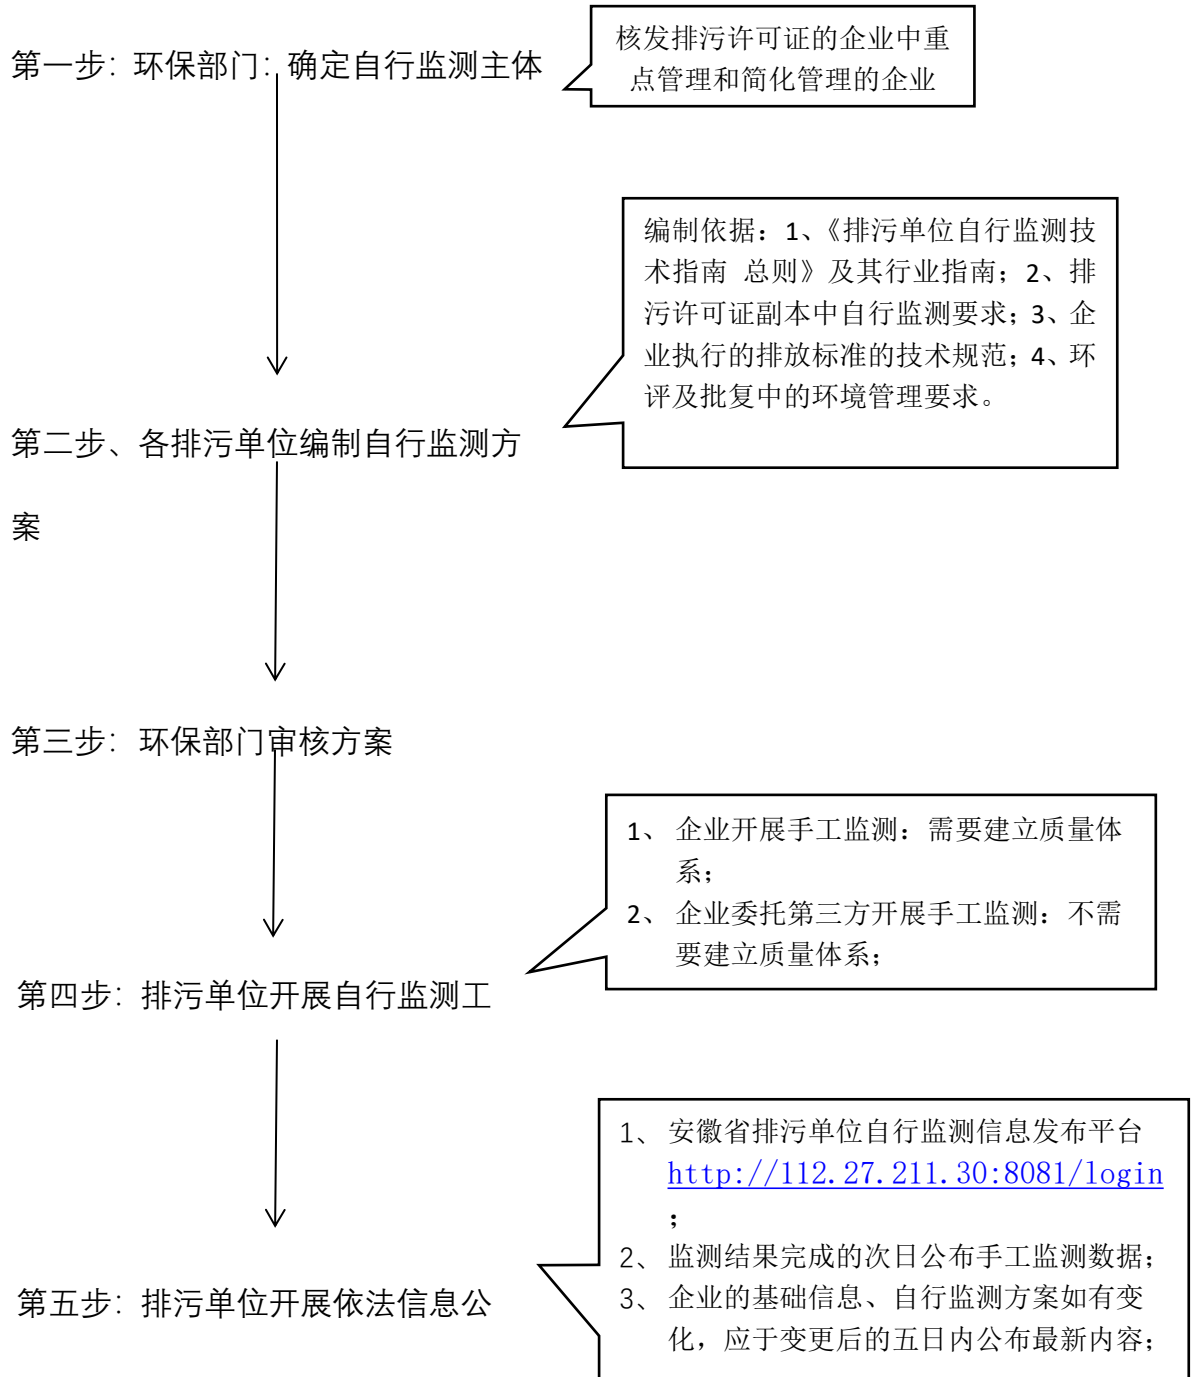 第一步：环保部门：确定自行监测主体
核发排污许可证的企业中重
点管理和简化管理的企业
编制依据：1、《排污单位自行监测技
术指南 总则》及其行业指南；2、排
污许可证副本中自行监测要求；3、企
业执行的排放标准的技术规范；4、环
评及批复中的环境管理要求。
第二步、各排污单位编制自行监测方
案
第三步：环保部门审核方案
1、 企业开展手工监测：需要建立质量体
系；
2、 企业委托第三方开展手工监测：不需
要建立质量体系；
第四步：排污单位开展自行监测工
1、 安徽省排污单位自行监测信息发布平台
http://112.27.211.30:8081/login
；
2、 监测结果完成的次日公布手工监测数据；
3、 企业的基础信息、自行监测方案如有变
化，应于变更后的五日内公布最新内容；
第五步：排污单位开展依法信息公